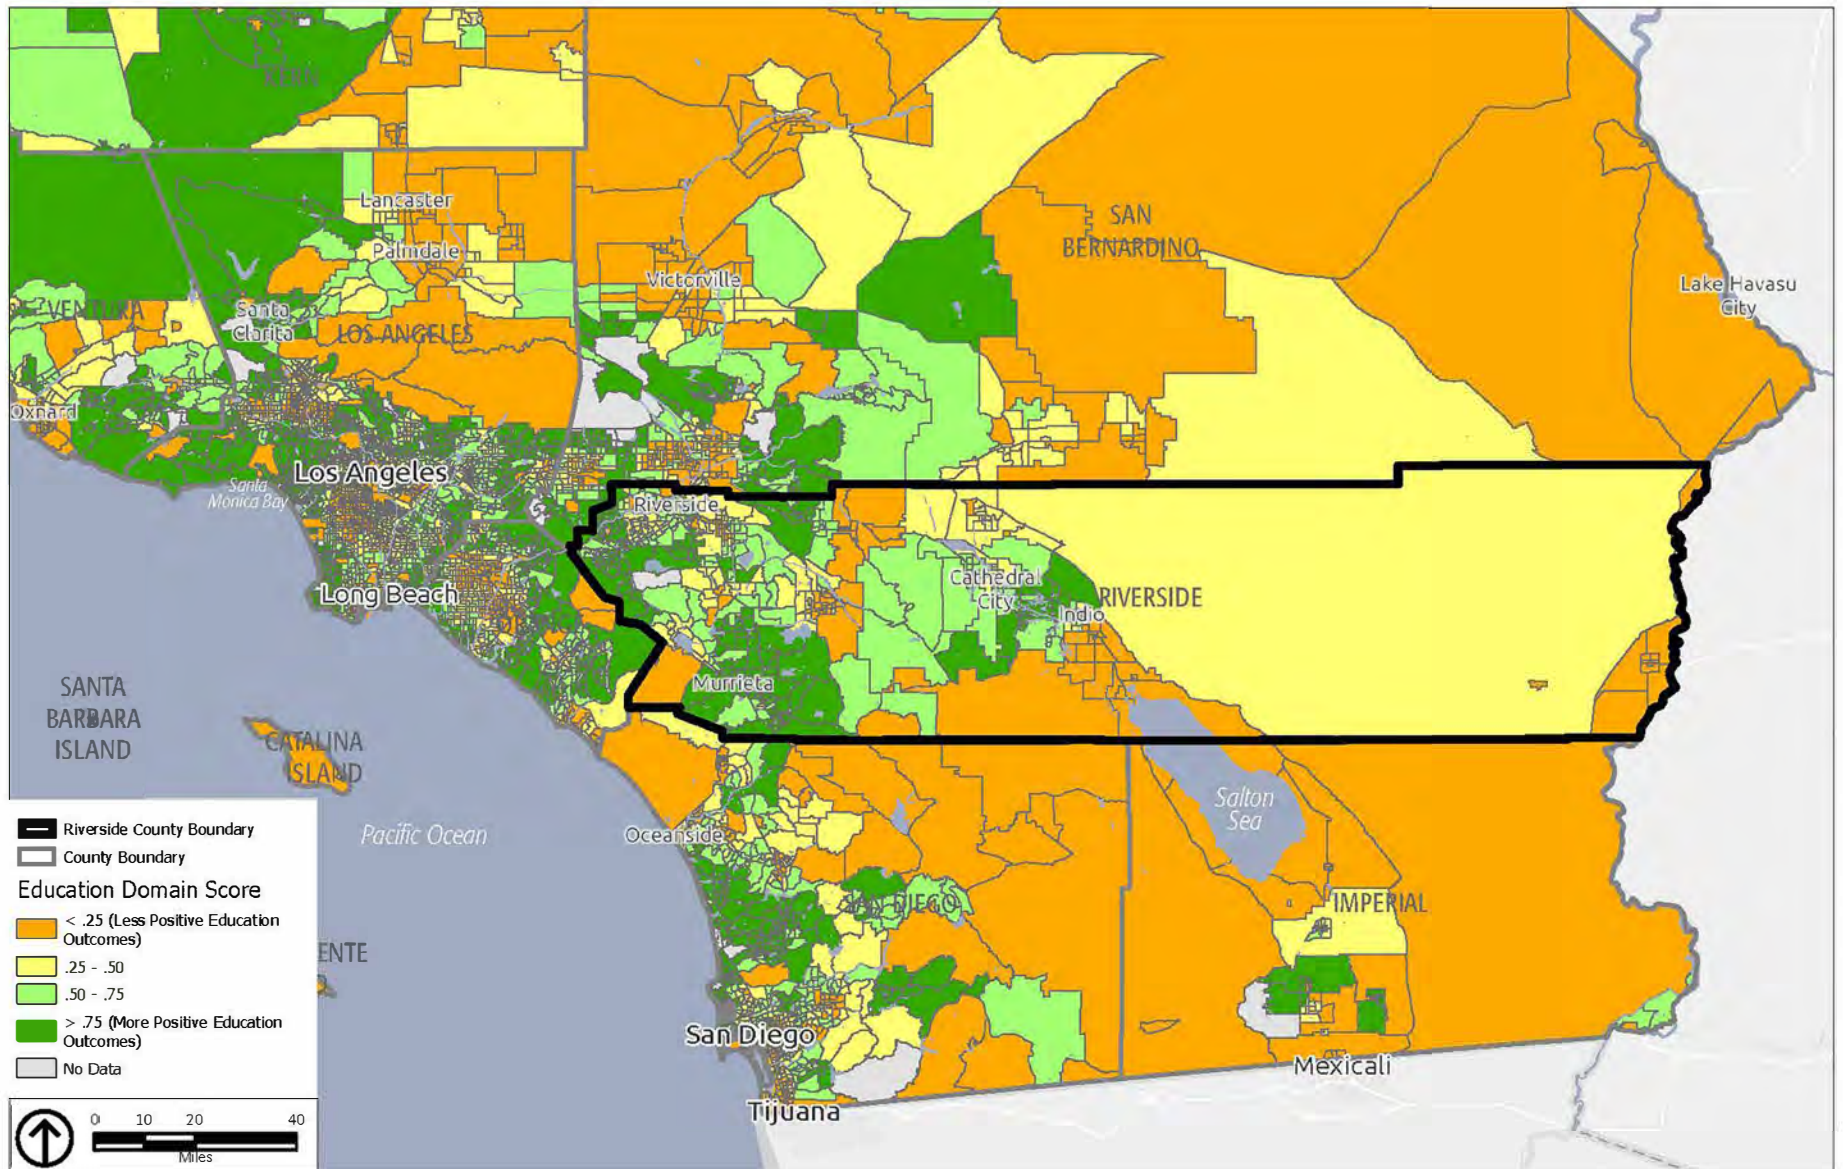 KERN
Lancaster
Palmdale
SAN
BERNARDINO
Victorville
Lake Havasu
City
VENTURA
Santa
Clarita
LOS ANGELES
Oxnard
Los Angeles
Santa
Monica Bay
Riverside
Long Beach
Cathedral
City
RIVERSIDE
Indio
Murrieta
SANTA
BARBARA
ISLAND
CATALINA
ISLAND
Salton
Sea
Pacific Ocean
Oceanside
SAN DIEGO
IMPERIAL
ENTE
San Diego
Mexicali
Tijuana
Riverside County Boundary
County Boundary
Education Domain Score
< .25 (Less Positive Education
Outcomes)
.25 - .50
.50 - .75
> .75 (More Positive Education
Outcomes)
No Data
0 10 20 40
Miles